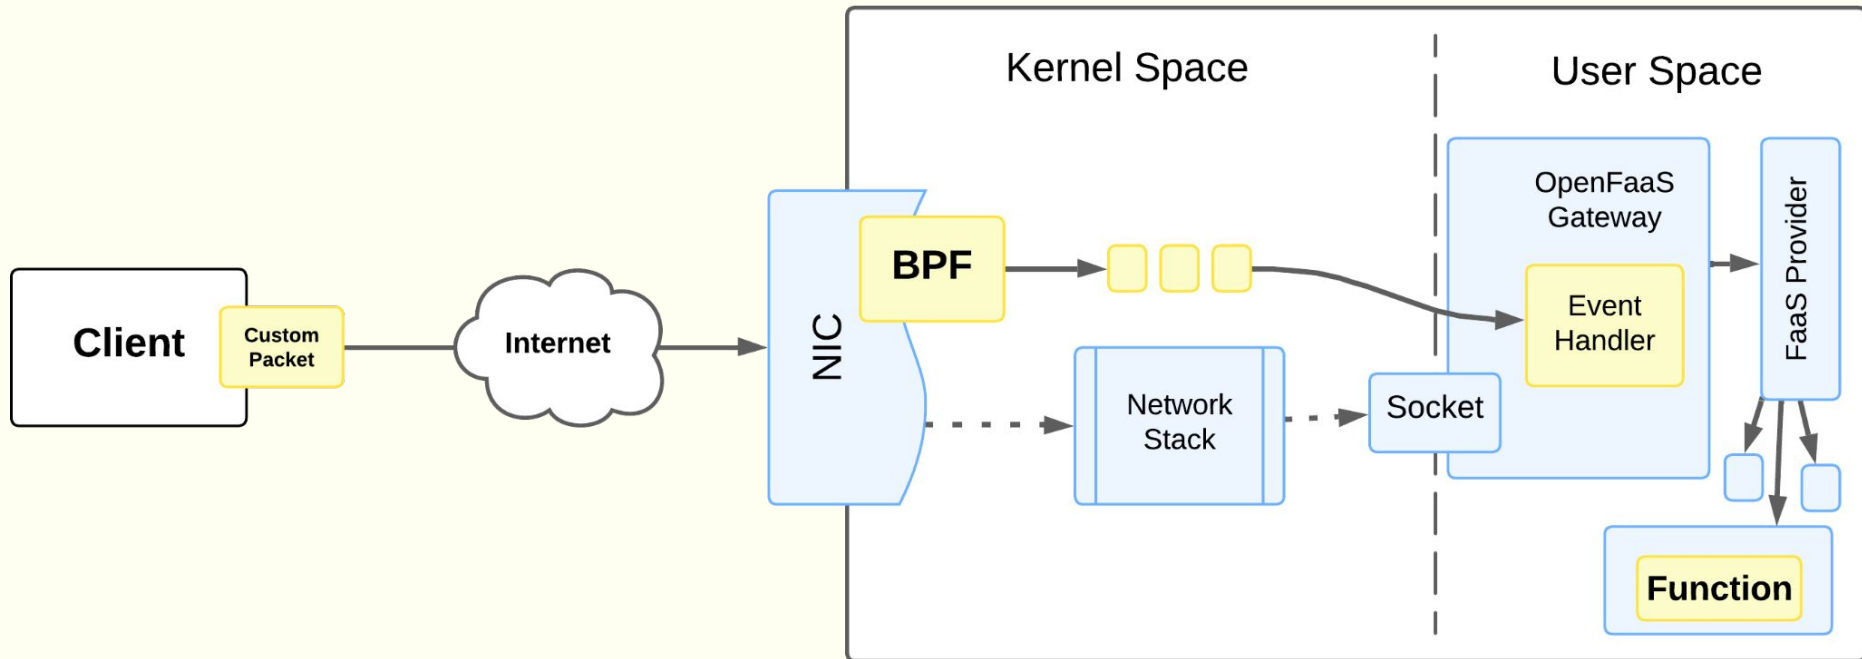 Kernel Space
User Space
Client
Custom
Packet
Internet
NIC
BPF
Network
Stack
Socket
OpenFaaS
Gateway
Event
Handler
FaaS Provider
Function